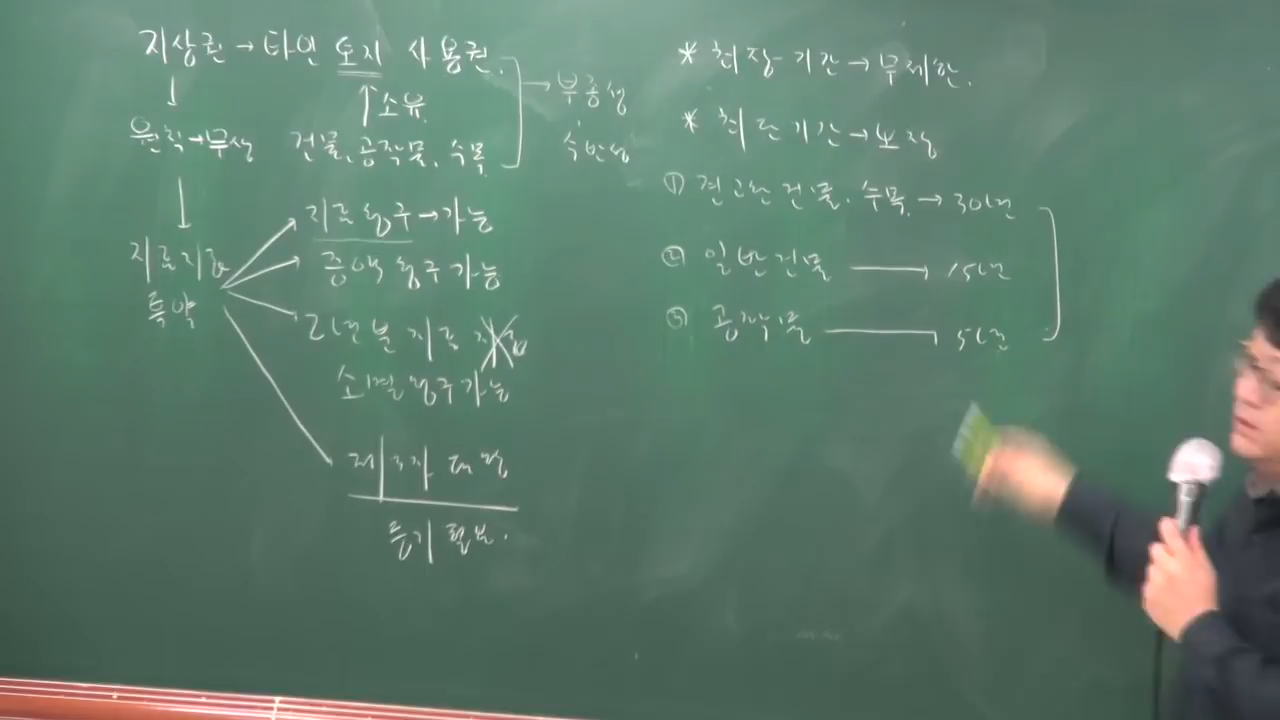 지상권 → 타인 토지 사용권.
↓
↑소유.
원칙→무상
건물, 공작물, 수목.
→ 부종성
수반성
↓
지료지급
특약
지료청구 → 가능
증액청구 가능
2년분 지료
소멸청구가능
제3자 대항
등기 필요.
* 최장기간 → 무제한.
* 최단기간 → 보장
① 견고한 건물, 수목. → 30년
② 일반건물 → 15년
③ 공작물 → 5년